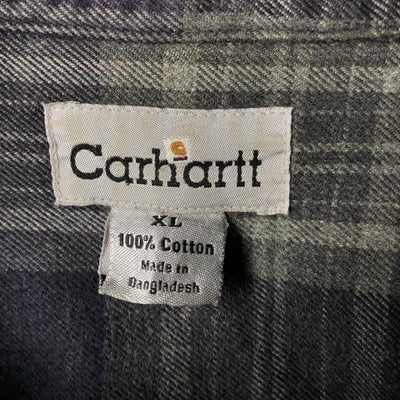 Carhartt
XL
100% Cotton
Made in
Bangladesh